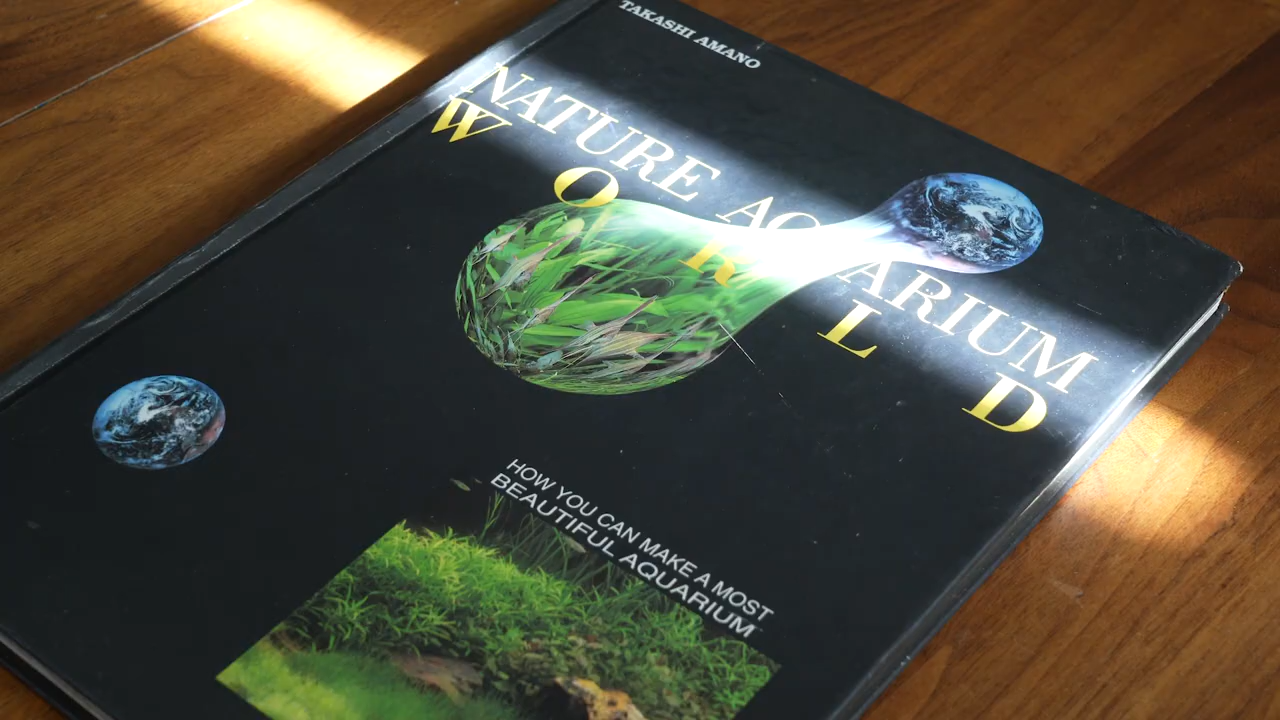 TAKASHI AMANO
NATURE AQUARIUM
WORLD
HOW YOU CAN MAKE A MOST
BEAUTIFUL AQUARIUM